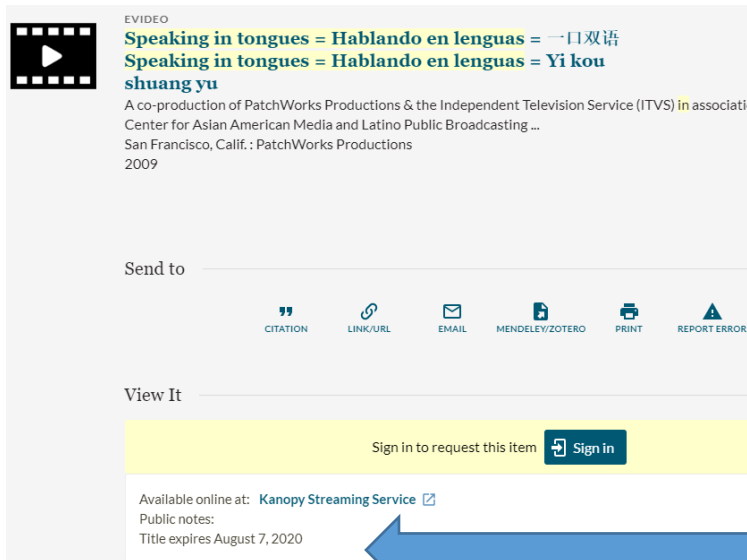 EVIDEO
Speaking in tongues = Hablando en lenguas = 一口双语
Speaking in tongues = Hablando en lenguas = Yi kou
shuang yu
A co-production of PatchWorks Productions & the Independent Television Service (ITVS) in associati
Center for Asian American Media and Latino Public Broadcasting ...
San Francisco, Calif. : PatchWorks Productions
2009
Send to
CITATION LINK/URL EMAIL MENDELEY/ZOTERO PRINT REPORT ERROR
View It
Sign in to request this item Sign in
Available online at: Kanopy Streaming Service
Public notes:
Title expires August 7, 2020